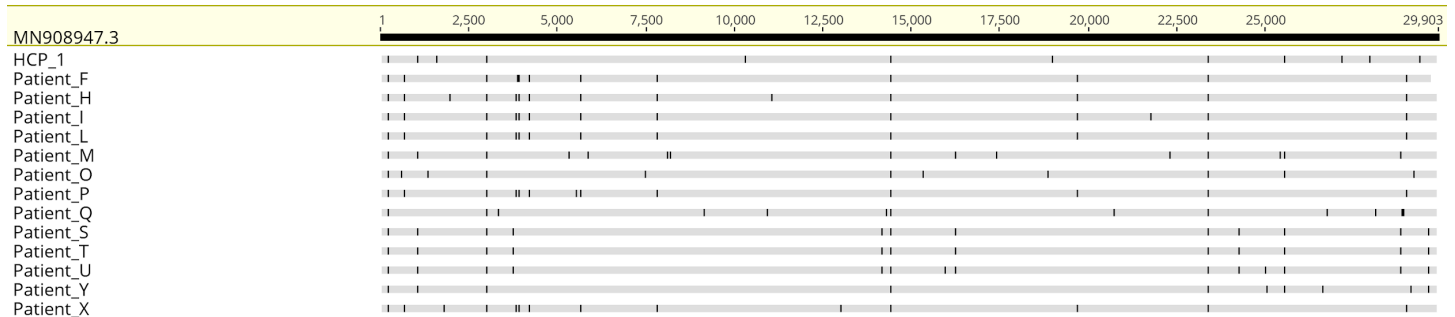 1 2,500 5,000 7,500 10,000 12,500 15,000 17,500 20,000 22,500 25,000 29,903
MN908947.3
HCP_1
Patient_F
Patient_H
Patient_I
Patient_L
Patient_M
Patient_O
Patient_P
Patient_Q
Patient_S
Patient_T
Patient_U
Patient_Y
Patient_X